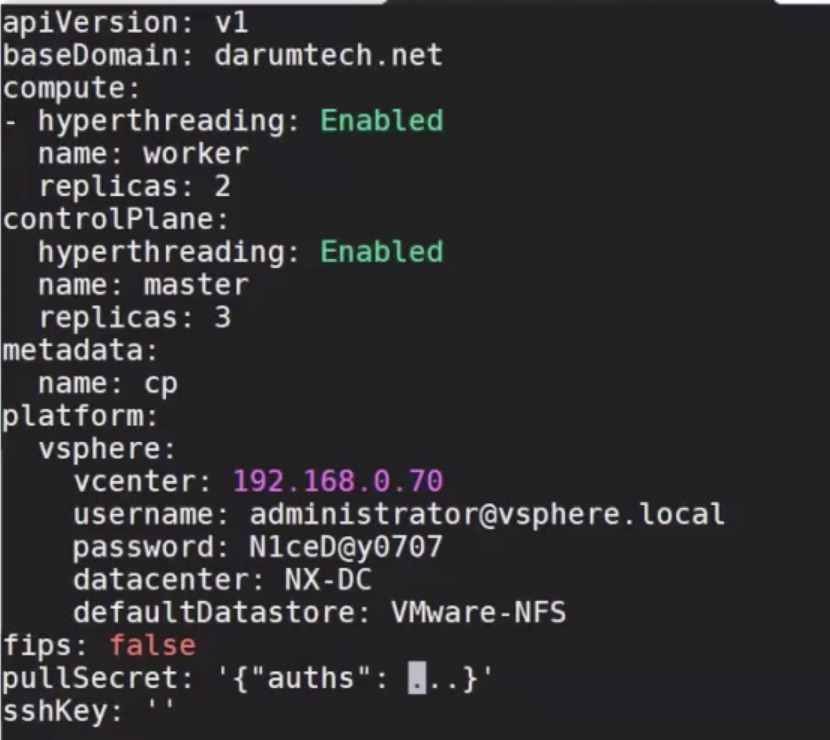 apiVersion: v1
baseDomain: darumtech.net
compute:
- hyperthreading: Enabled
  name: worker
  replicas: 2
controlPlane:
  hyperthreading: Enabled
  name: master
  replicas: 3
metadata:
  name: cp
platform:
  vsphere:
    vcenter: 192.168.0.70
    username: administrator@vsphere.local
    password: N1ceD@y0707
    datacenter: NX-DC
    defaultDatastore: VMware-NFS
fips: false
pullSecret: '{"auths": ...}'
sshKey: ''